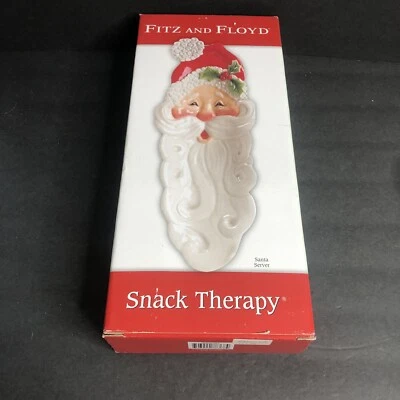 FITZ AND FLOYD®
Santa
Server
Snack Therapy®